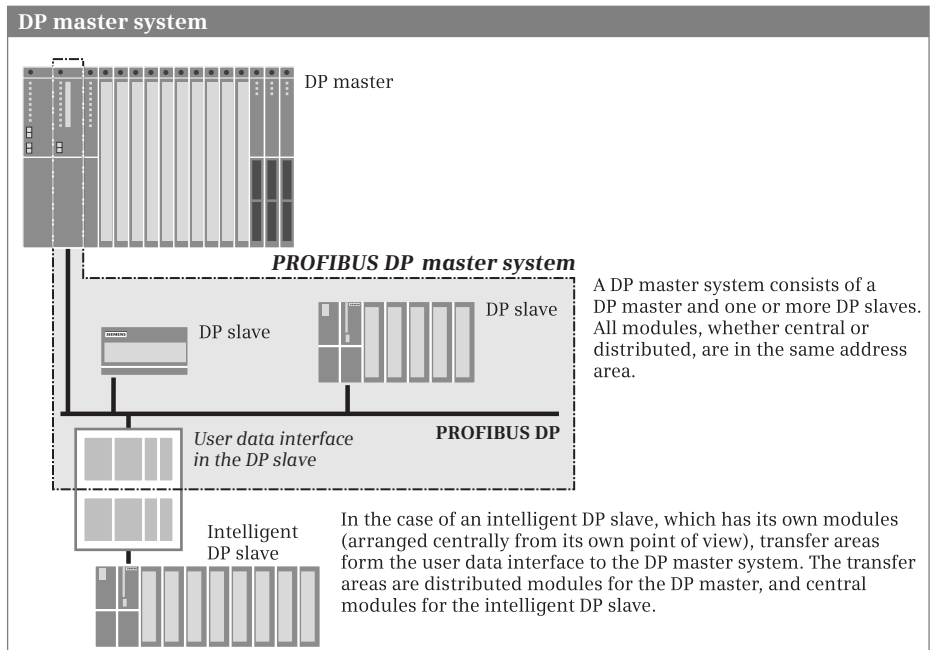 DP master system
DP master
PROFIBUS DP master system
A DP master system consists of a
DP master and one or more DP slaves.
All modules, whether central or
distributed, are in the same address
area.
DP slave
DP slave
SIEMENS
PROFIBUS DP
User data interface
in the DP slave
Intelligent
DP slave
In the case of an intelligent DP slave, which has its own modules
(arranged centrally from its own point of view), transfer areas
form the user data interface to the DP master system. The transfer
areas are distributed modules for the DP master, and central
modules for the intelligent DP slave.